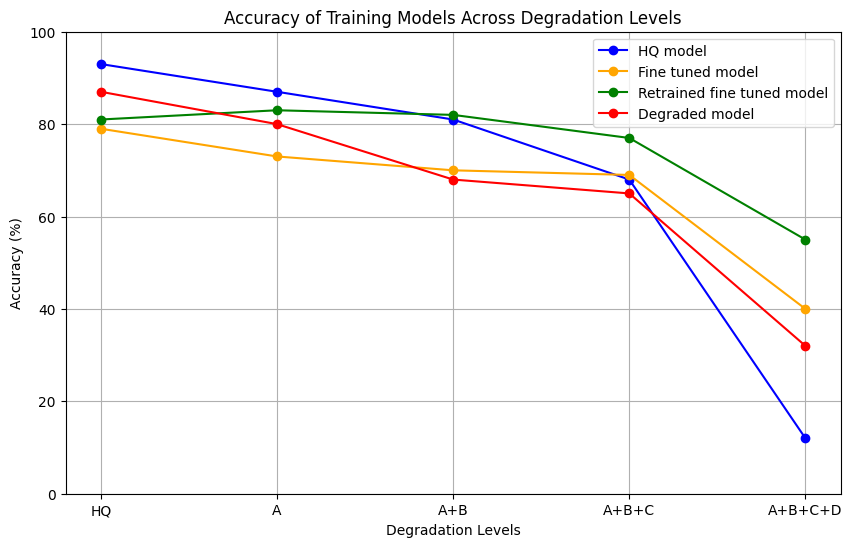 Accuracy of Training Models Across Degradation Levels
100
80
60
40
20
0
Accuracy (%)
HQ model
Fine tuned model
Retrained fine tuned model
Degraded model
HQ
A
A+B
A+B+C
A+B+C+D
Degradation Levels